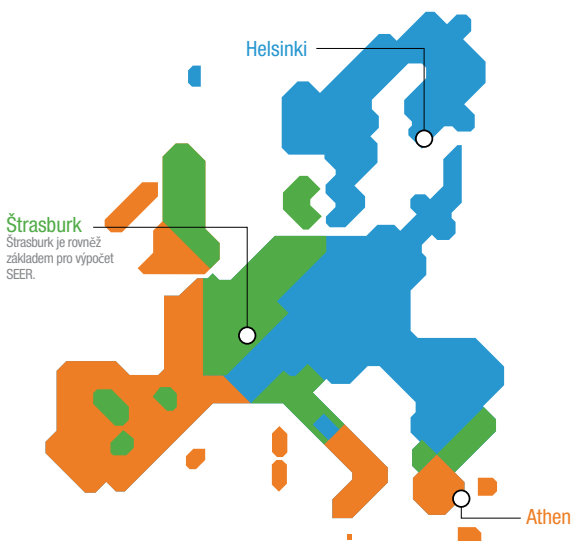 Helsinki
Štrasburk
Štrasburk je rovněž
základem pro výpočet
SEER.
Athen